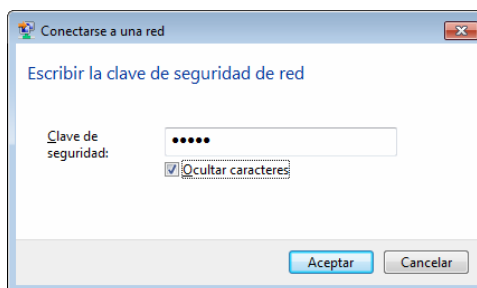 Conectarse a una red
Escribir la clave de seguridad de red
Clave de
seguridad:
•••••
Ocultar caracteres
Aceptar
Cancelar